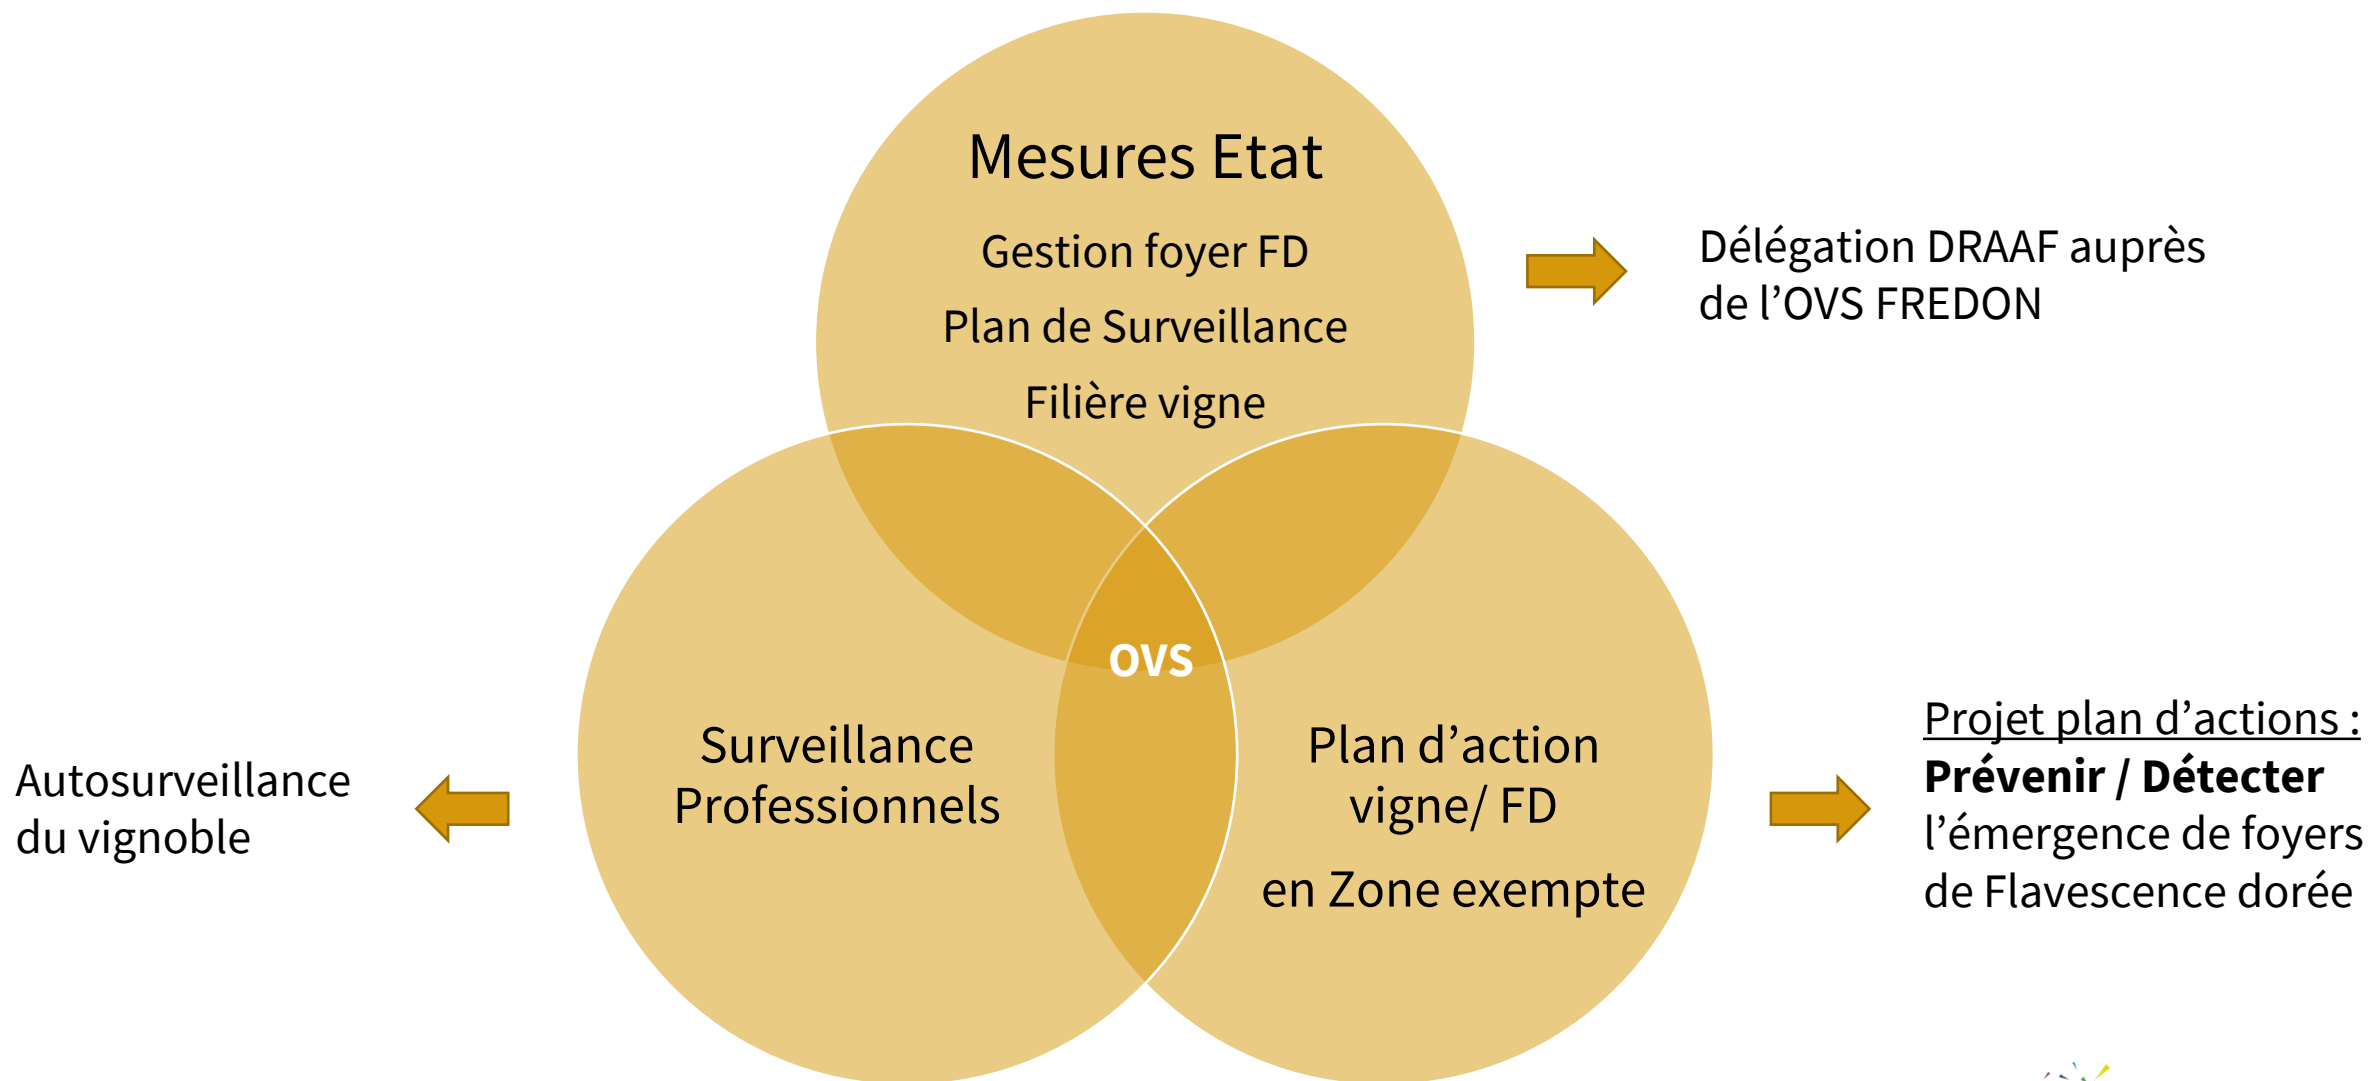 Mesures Etat
Gestion foyer FD
Plan de Surveillance
Filière vigne
Délégation DRAAF auprès
de l’OVS FREDON
OVS
Autosurveillance
du vignoble
Surveillance
Professionnels
Plan d’action
vigne/ FD
en Zone exempte
Projet plan d’actions :
Prévenir / Détecter
l’émergence de foyers
de Flavescence dorée